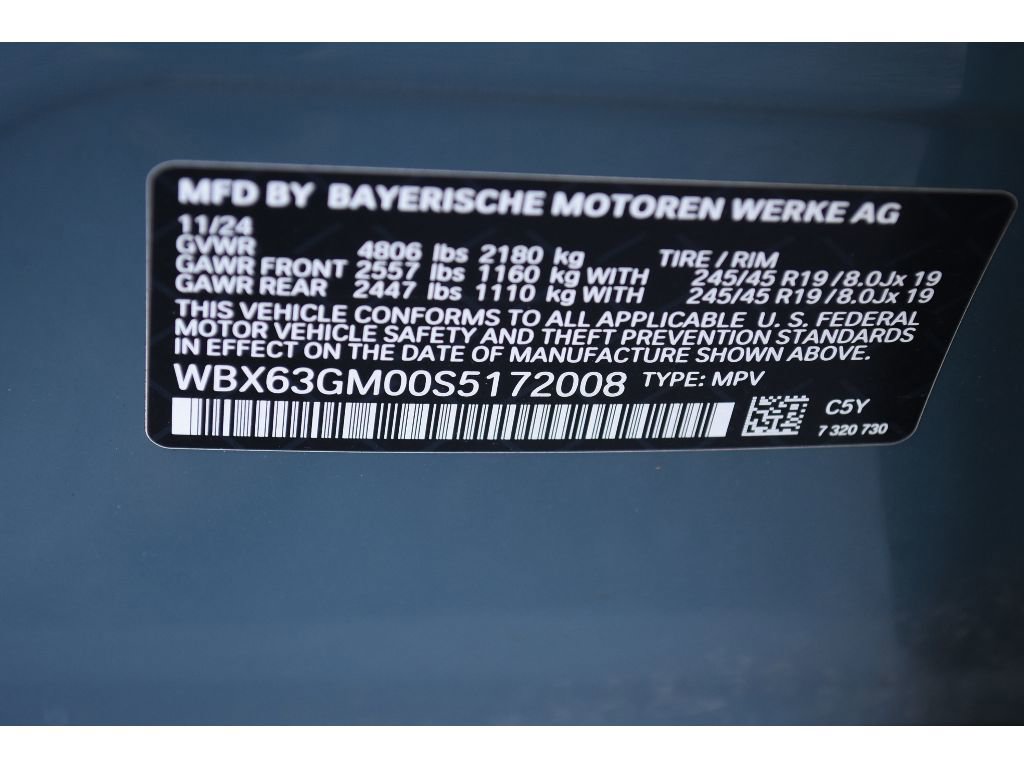 MFD BY BAYERISCHE MOTOREN WERKE AG
11/24
GVWR 4806 lbs 2180 kg TIRE / RIM
GAWR FRONT 2557 lbs 1160 kg WITH 245/45 R19 / 8.0Jx 19
GAWR REAR 2447 lbs 1110 kg WITH 245/45 R19 / 8.0Jx 19
THIS VEHICLE CONFORMS TO ALL APPLICABLE U. S. FEDERAL
MOTOR VEHICLE SAFETY AND THEFT PREVENTION STANDARDS
IN EFFECT ON THE DATE OF MANUFACTURE SHOWN ABOVE.
WBX63GM00S5172008 TYPE: MPV
C5Y
7 320 730